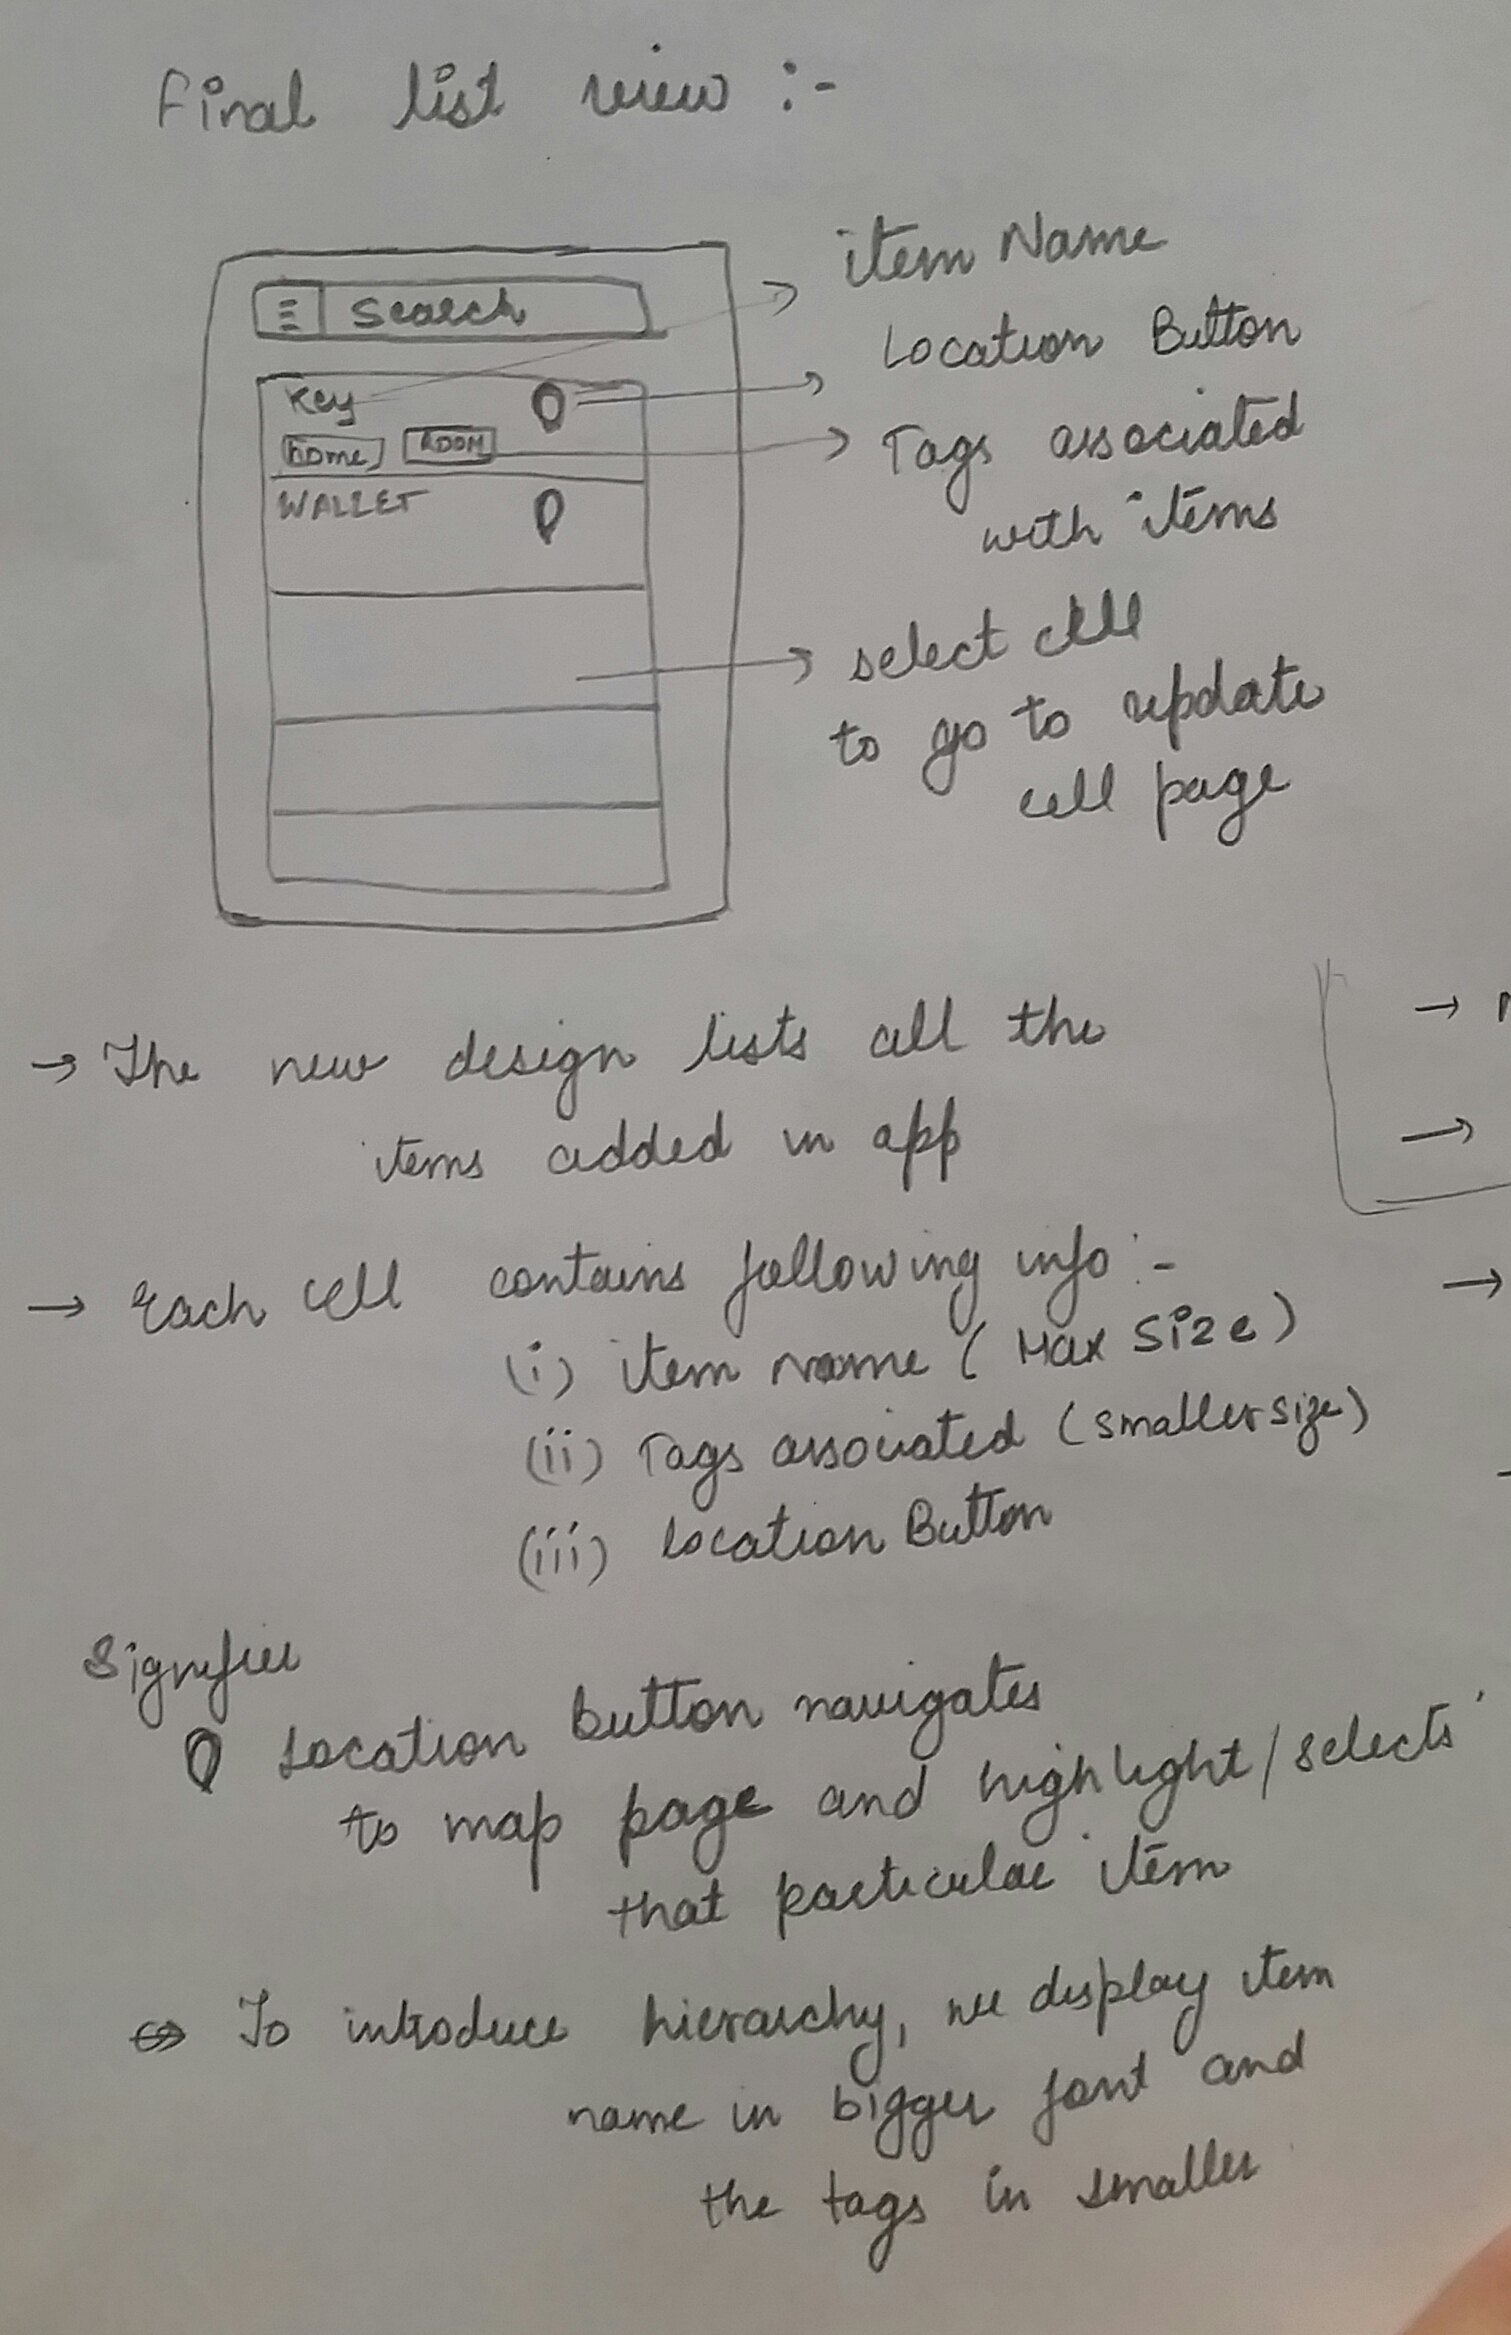 Final list view :-
Search
Key
home
ROOM
WALLET
item Name
Location Button
Tags associated
with items
select cell
to go to update
cell page
→ The new design lists all the
items added in app
→ Each cell contains following info :-
(i) item name (Max Size)
(ii) Tags associated (smaller size)
(iii) Location Button
Signifier
Location button navigates
to map page and highlight/selects
that particular item
⇔ To introduce hierarchy, we display item
name in bigger font and
the tags in smaller
→
→
→